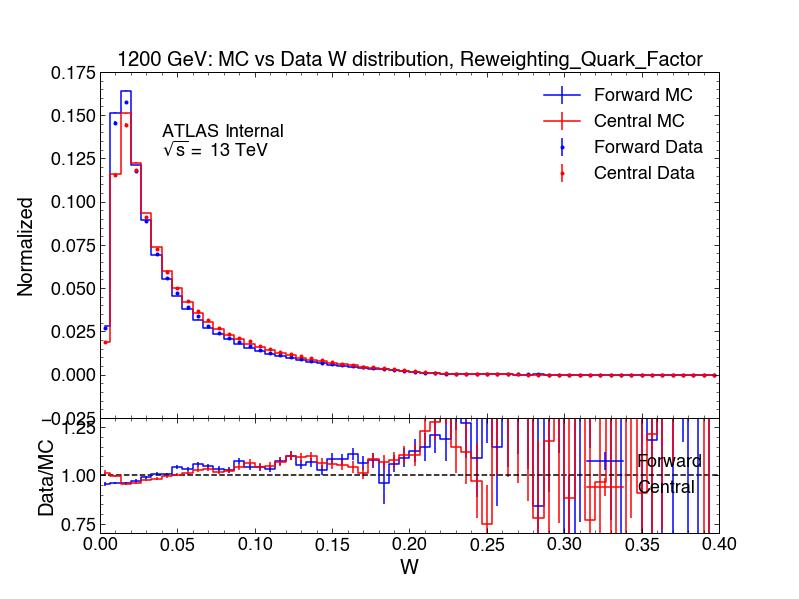 1200 GeV: MC vs Data W distribution, Reweighting_Quark_Factor
0.175
0.150
0.125
0.100
0.075
0.050
0.025
0.000
−0.025
Normalized
ATLAS Internal
√s = 13 TeV
Forward MC
Central MC
Forward Data
Central Data
1.25
1.00
0.75
Data/MC
Forward
Central
0.00 0.05 0.10 0.15 0.20 0.25 0.30 0.35 0.40
W